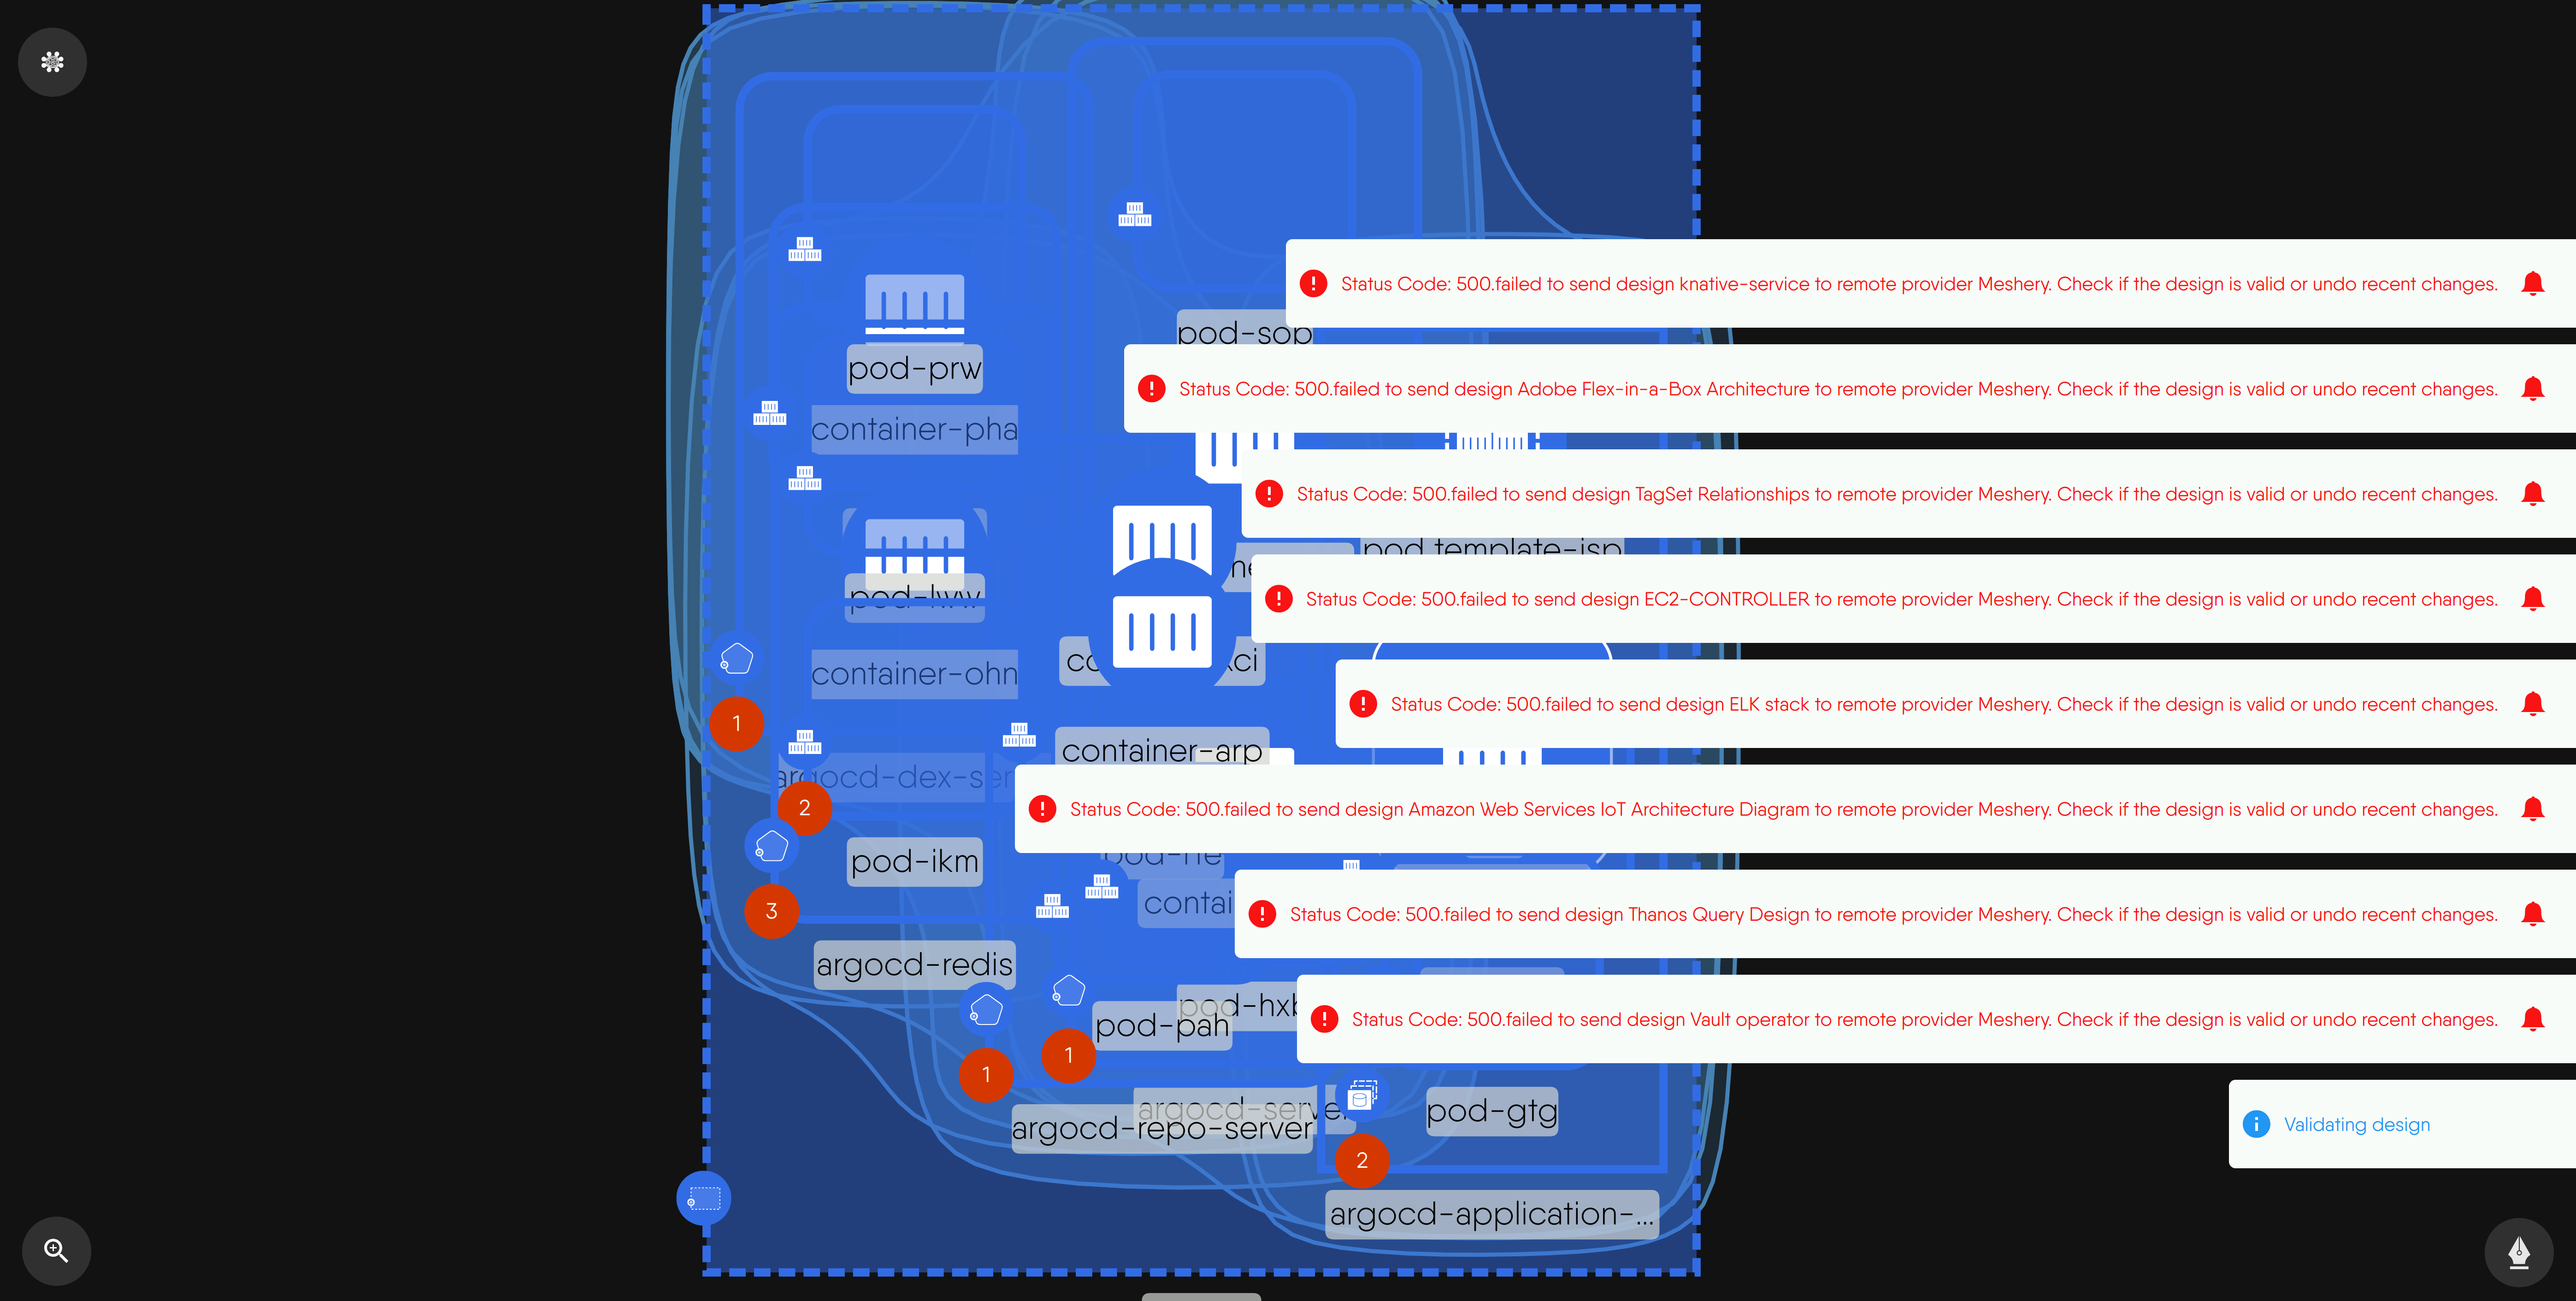 Status Code: 500.failed to send design knative-service to remote provider Meshery. Check if the design is valid or undo recent changes.
pod-sop
pod-prw
Status Code: 500.failed to send design Adobe Flex-in-a-Box Architecture to remote provider Meshery. Check if the design is valid or undo recent changes.
container-pha
Status Code: 500.failed to send design TagSet Relationships to remote provider Meshery. Check if the design is valid or undo recent changes.
pod.template-isp
Status Code: 500.failed to send design EC2-CONTROLLER to remote provider Meshery. Check if the design is valid or undo recent changes.
pod-lww
container-ohn
Status Code: 500.failed to send design ELK stack to remote provider Meshery. Check if the design is valid or undo recent changes.
1
container-arp
argocd-dex-ser
2
Status Code: 500.failed to send design Amazon Web Services IoT Architecture Diagram to remote provider Meshery. Check if the design is valid or undo recent changes.
pod-ikm
3
contai
Status Code: 500.failed to send design Thanos Query Design to remote provider Meshery. Check if the design is valid or undo recent changes.
argocd-redis
pod-hxb
pod-pah
Status Code: 500.failed to send design Vault operator to remote provider Meshery. Check if the design is valid or undo recent changes.
1
1
argocd-serve
pod-gtg
argocd-repo-server
Validating design
2
argocd-application-...